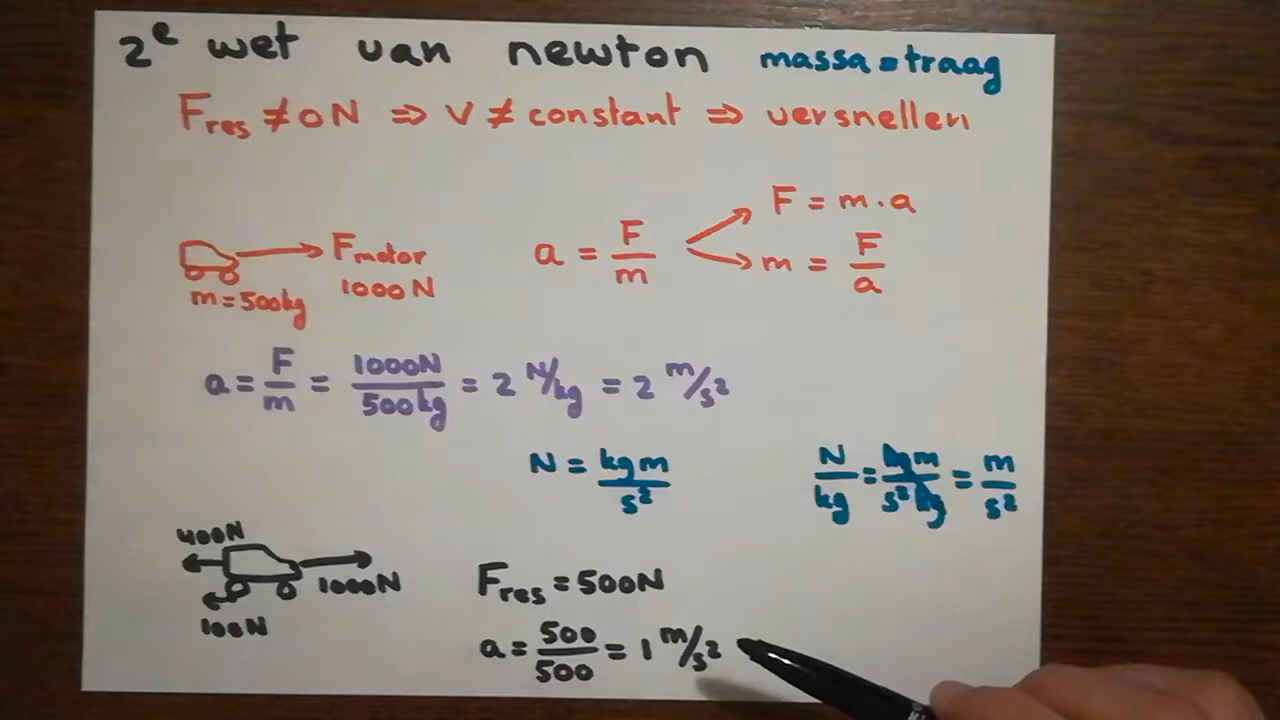 2e wet van newton massa = traag
Fres ≠ 0N ⇒ v ≠ constant ⇒ versnellen
F = m . a
a = F/m
m = F/a
Fmotor
1000N
m = 500kg
a = F/m = 1000N/500kg = 2 N/kg = 2 m/s²
N = kgm/s²
N/kg = kgm/s²kg = m/s²
400N
1000N
100N
Fres = 500N
a = 500/500 = 1 m/s²